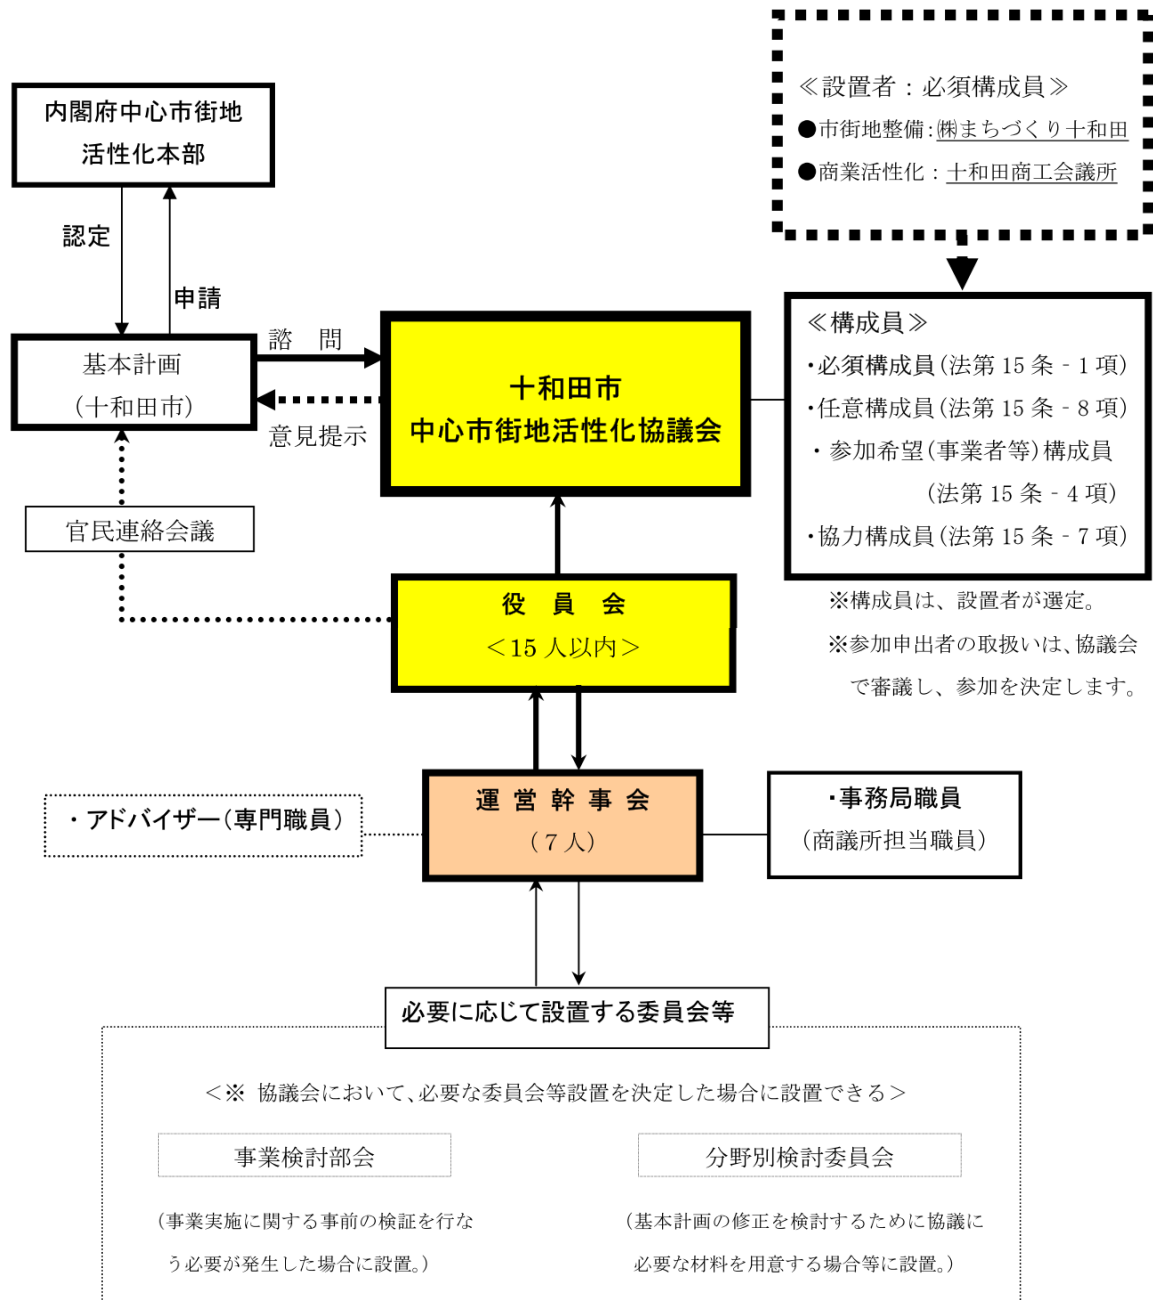 ≪設置者：必須構成員≫
●市街地整備：㈱まちづくり十和田
●商業活性化：十和田商工会議所
内閣府中心市街地
活性化本部
認定
申請
基本計画
（十和田市）
諮　問
意見提示
十和田市
中心市街地活性化協議会
≪構成員≫
・必須構成員（法第15条‐1項）
・任意構成員（法第15条‐8項）
・参加希望（事業者等）構成員
（法第15条‐4項）
・協力構成員（法第15条‐7項）
※構成員は、設置者が選定。
※参加申出者の取扱いは、協議会
で審議し、参加を決定します。
官民連絡会議
役　員　会
＜15人以内＞
運 営 幹 事 会
（7人）
・アドバイザー（専門職員）
・事務局職員
（商議所担当職員）
必要に応じて設置する委員会等
＜※ 協議会において、必要な委員会等設置を決定した場合に設置できる＞
事業検討部会
（事業実施に関する事前の検証を行な
う必要が発生した場合に設置。）
分野別検討委員会
（基本計画の修正を検討するために協議に
必要な材料を用意する場合等に設置。）